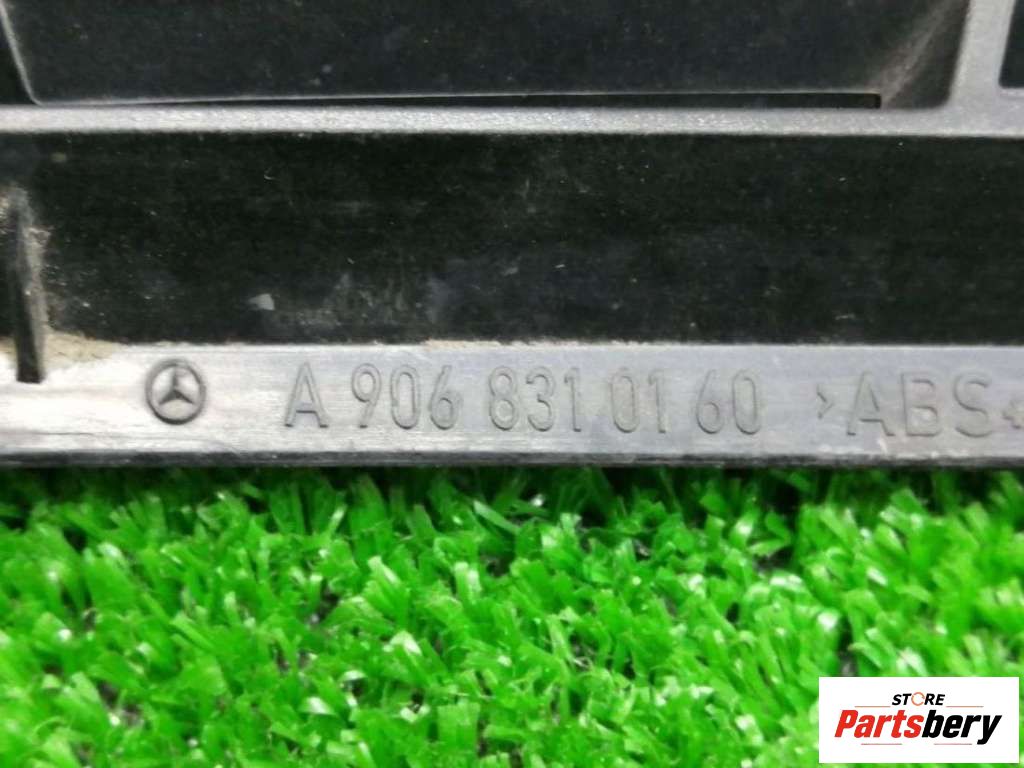 A 906 831 01 60 >ABS<
STORE
Partsbery